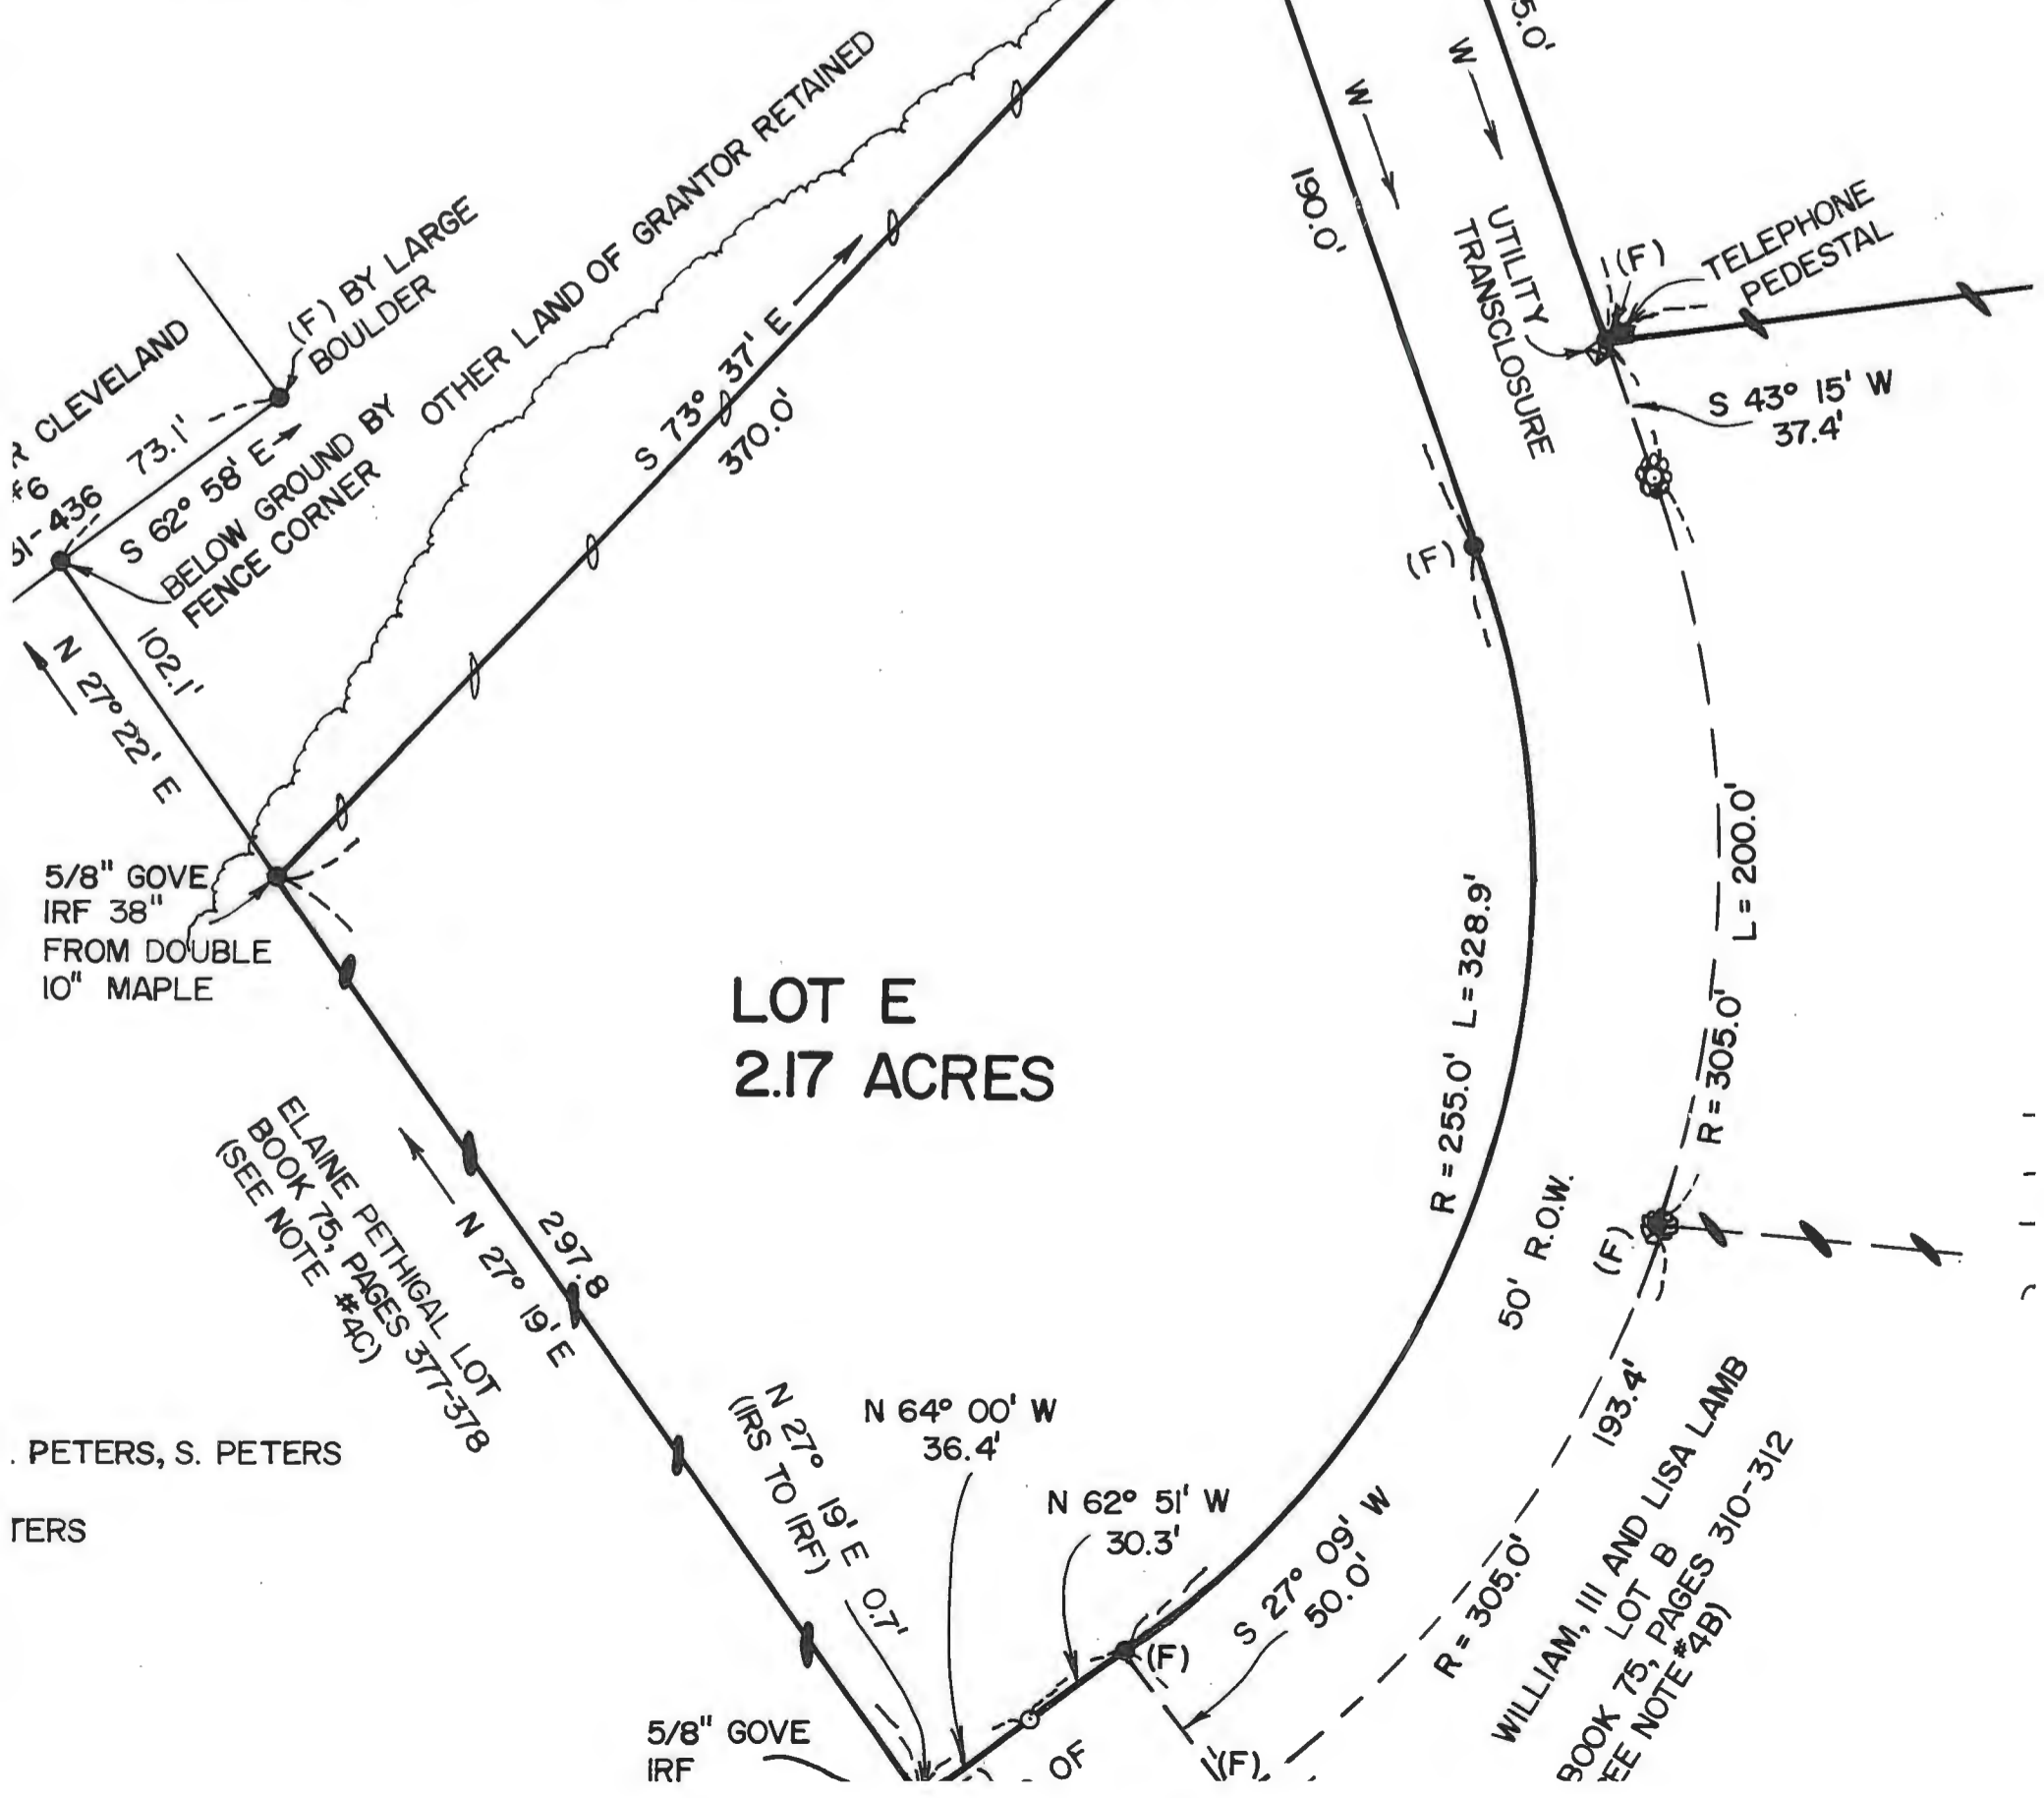 5.0'
W
W
190.0'
OTHER LAND OF GRANTOR RETAINED
(F) BY LARGE
BOULDER
UTILITY
TRANSCLOSURE
(F)
TELEPHONE
PEDESTAL
S 43° 15' W
37.4'
R CLEVELAND
#6
436
73.1'
S 62° 58' E
BELOW GROUND BY
FENCE CORNER
S 73° 37' E
370.0'
(F)
102.1'
N 27° 22' E
5/8" GOVE
IRF 38"
FROM DOUBLE
10" MAPLE
LOT E
2.17 ACRES
R = 255.0' L = 328.9'
L = 200.0'
R = 305.0'
50' R.O.W.
(F)
ELAINE PETHIGAL LOT
BOOK 75, PAGES 377-378
(SEE NOTE #4C)
297.8
N 27° 19' E
N 27° 19' E 0.7'
(IRS TO IRF)
N 64° 00' W
36.4'
N 62° 51' W
30.3'
S 27° 09' W
50.0'
193.4'
R = 305.0'
WILLIAM, III AND LISA LAMB
LOT B
BOOK 75, PAGES 310-312
EE NOTE #4B)
. PETERS, S. PETERS
TERS
(F)
(F)
5/8" GOVE
IRF
OF